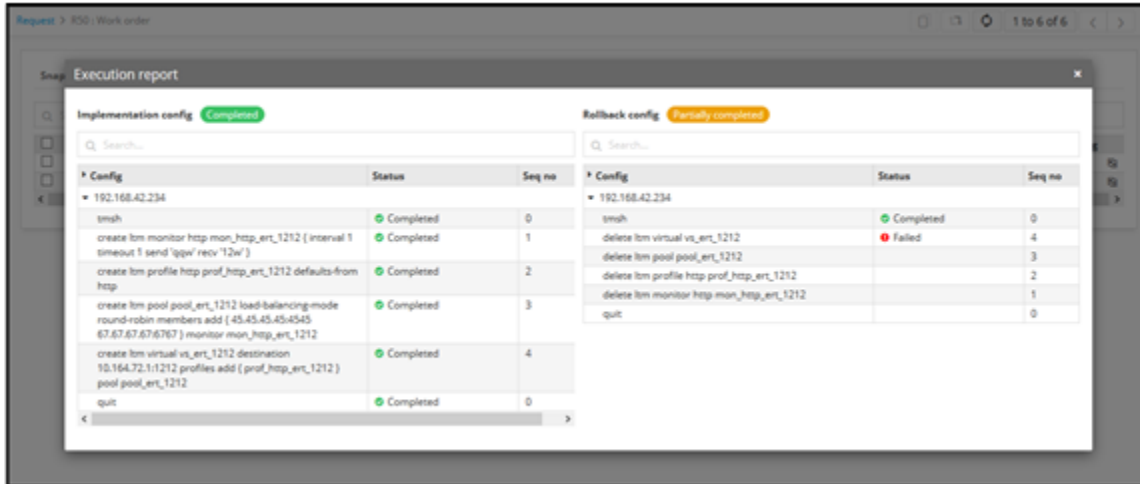 Request > R50 : Work order
1 to 6 of 6
Snap
Execution report
Implementation config Completed
Search...
Config Status Seq no
192.168.42.234
tmsh Completed 0
create ltm monitor http mon_http_ert_1212 { interval 1 Completed 1
timeout 1 send 'qqw' recv '12w' }
create ltm profile http prof_http_ert_1212 defaults-from Completed 2
http
create ltm pool pool_ert_1212 load-balancing-mode Completed 3
round-robin members add { 45.45.45.45:4545
67.67.67.67:6767 } monitor mon_http_ert_1212
create ltm virtual vs_ert_1212 destination Completed 4
10.164.72.1:1212 profiles add { prof_http_ert_1212 }
pool pool_ert_1212
quit Completed 0
Rollback config Partially completed
Search...
Config Status Seq no
192.168.42.234
tmsh Completed 0
delete ltm virtual vs_ert_1212 Failed 4
delete ltm pool pool_ert_1212 3
delete ltm profile http prof_http_ert_1212 2
delete ltm monitor http mon_http_ert_1212 1
quit 0